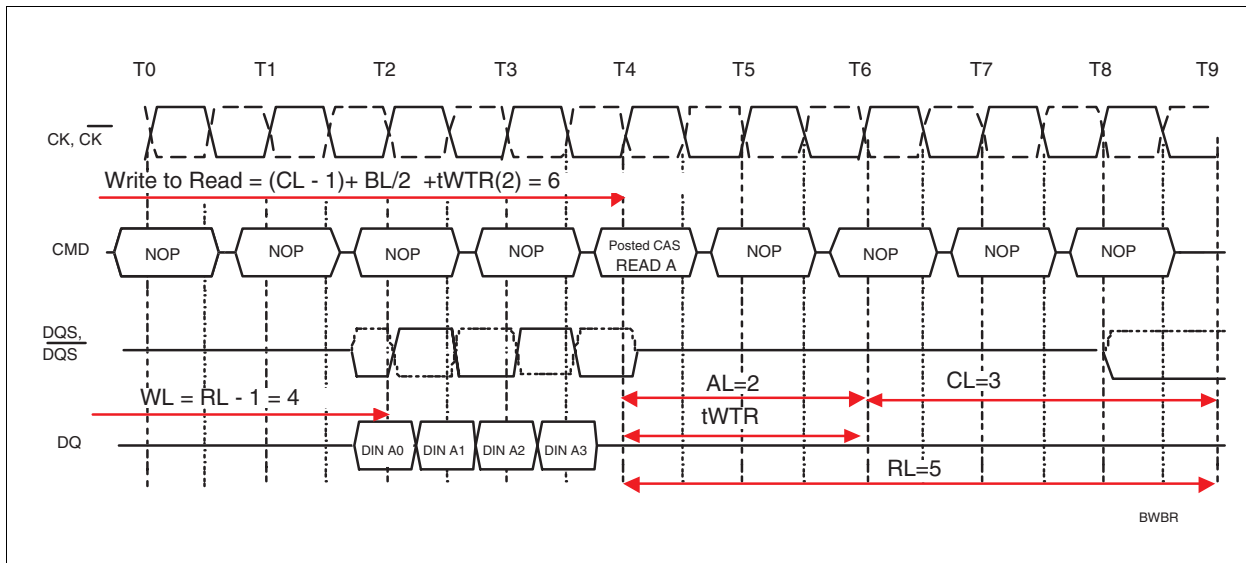 T0 T1 T2 T3 T4 T5 T6 T7 T8 T9
CK, CK
Write to Read = (CL - 1)+ BL/2 +tWTR(2) = 6
CMD NOP NOP NOP NOP Posted CAS READ A NOP NOP NOP NOP
DQS,
DQS
AL=2 CL=3
WL = RL - 1 = 4
tWTR
DQ DIN A0 DIN A1 DIN A2 DIN A3
RL=5
BWBR